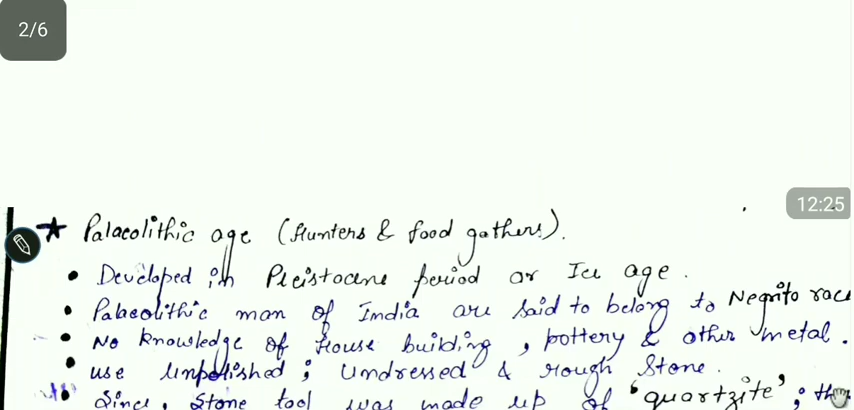 2/6
12:25
★ Palaeolithic age (Hunters & food gathers).
• Developed in Pleistocene period or Ice age.
• Palaeolithic man of India are said to belong to Negrito race
• No knowledge of House building, pottery & other metal.
• use Unpolished; Undressed & rough Stone.
• Since, Stone tool was made up of 'quartzite';